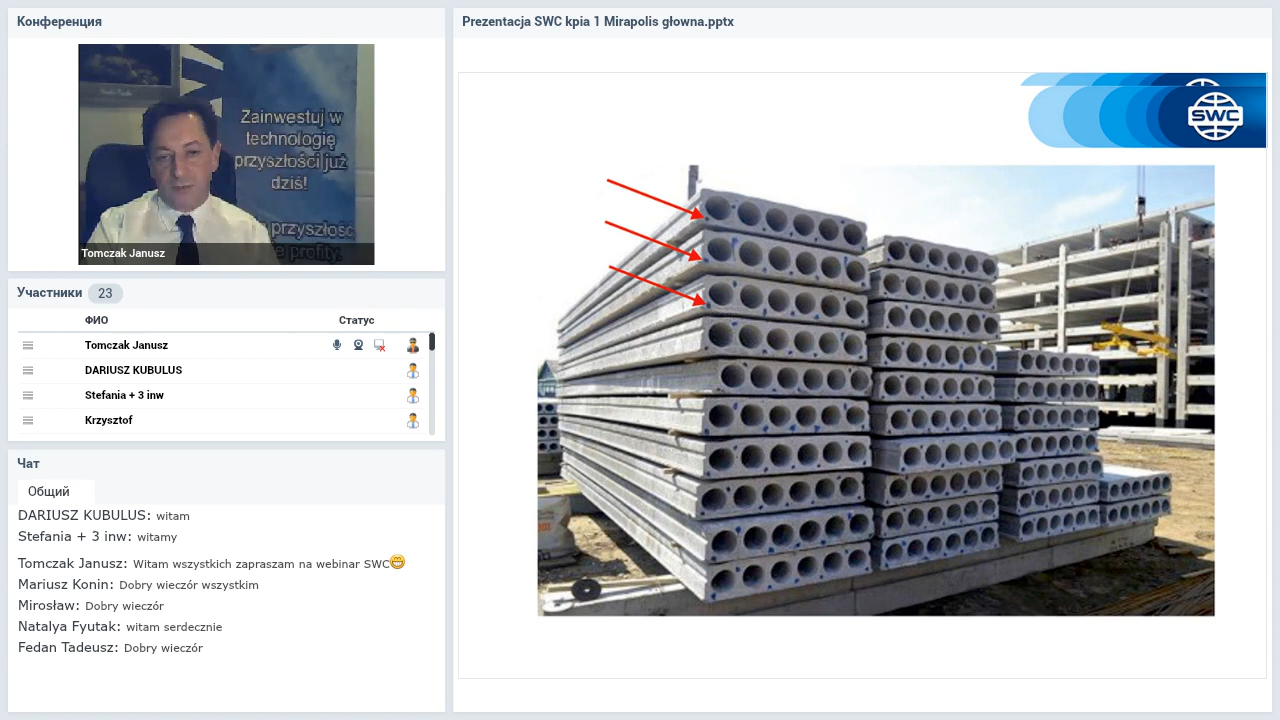 Конференция
Zainwestuj w
technologię
przyszłości już
dziś!
przyszłość
profity.
Tomczak Janusz
Участники 23
ФИО Статус
Tomczak Janusz
DARIUSZ KUBULUS
Stefania + 3 inw
Krzysztof
Чат
Общий
DARIUSZ KUBULUS: witam
Stefania + 3 inw: witamy
Tomczak Janusz: Witam wszystkich zapraszam na webinar SWC
Mariusz Konin: Dobry wieczór wszystkim
Mirosław: Dobry wieczór
Natalya Fyutak: witam serdecznie
Fedan Tadeusz: Dobry wieczór
Prezentacja SWC kpia 1 Mirapolis głowna.pptx
SWC